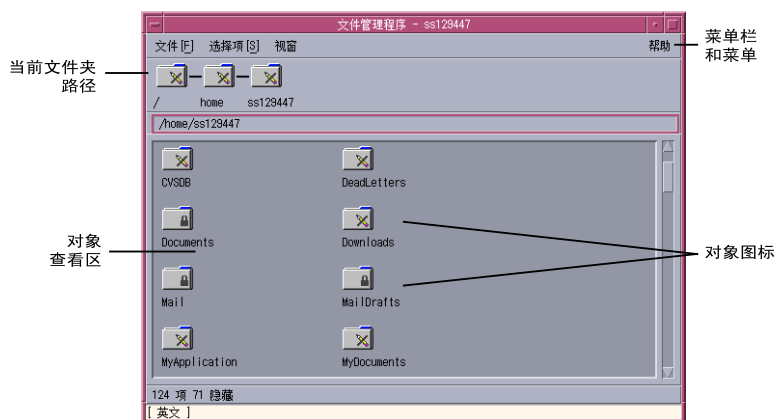 文件管理程序 - ss129447
文件[F] 选择项[S] 视窗 帮助
菜单栏
和菜单
当前文件夹
路径
/ home ss129447
/home/ss129447
CVSDB DeadLetters
Documents Downloads
对象
查看区
对象图标
Mail MailDrafts
MyApplication MyDocuments
124 项 71 隐藏
[ 英文 ]